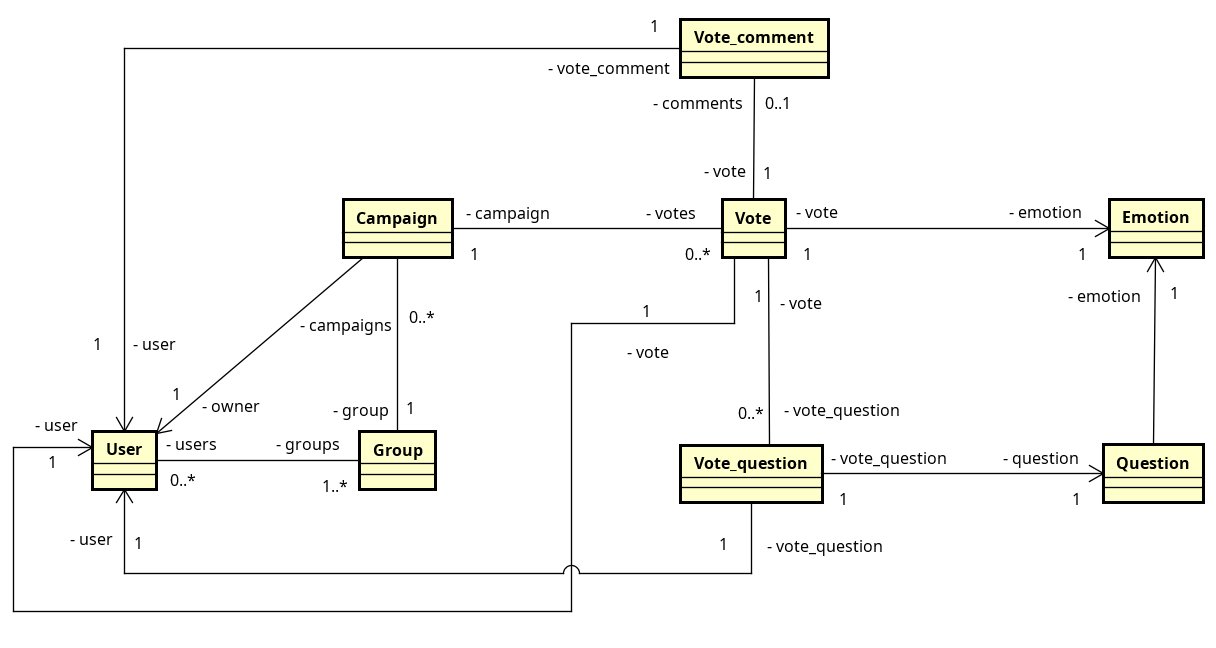 1
Vote_comment
- vote_comment
- comments
0..1
- vote
1
Campaign
- campaign
- votes
Vote
- vote
- emotion
Emotion
1
0..*
1
1
- campaigns
0..*
1
- vote
1
- vote
- emotion
1
1
- user
1
- owner
- group
1
0..*
- vote_question
- user
1
User
- users
- groups
Group
0..*
1..*
Vote_question
- vote_question
- question
Question
1
1
- user
1
1
- vote_question